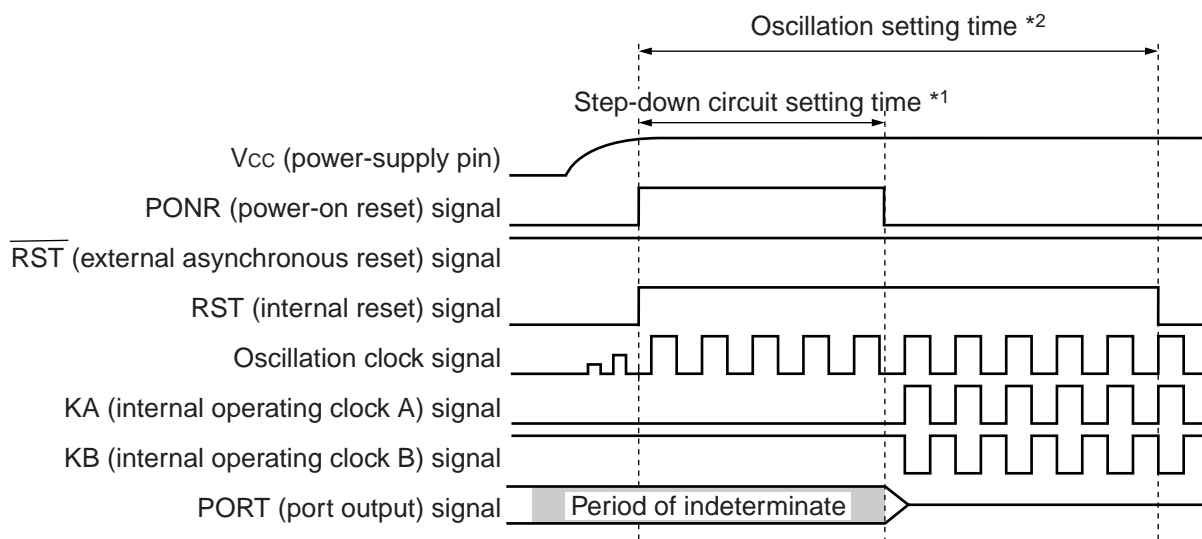 Oscillation setting time *2
Step-down circuit setting time *1
Vcc (power-supply pin)
PONR (power-on reset) signal
RST (external asynchronous reset) signal
RST (internal reset) signal
Oscillation clock signal
KA (internal operating clock A) signal
KB (internal operating clock B) signal
PORT (port output) signal
Period of indeterminate